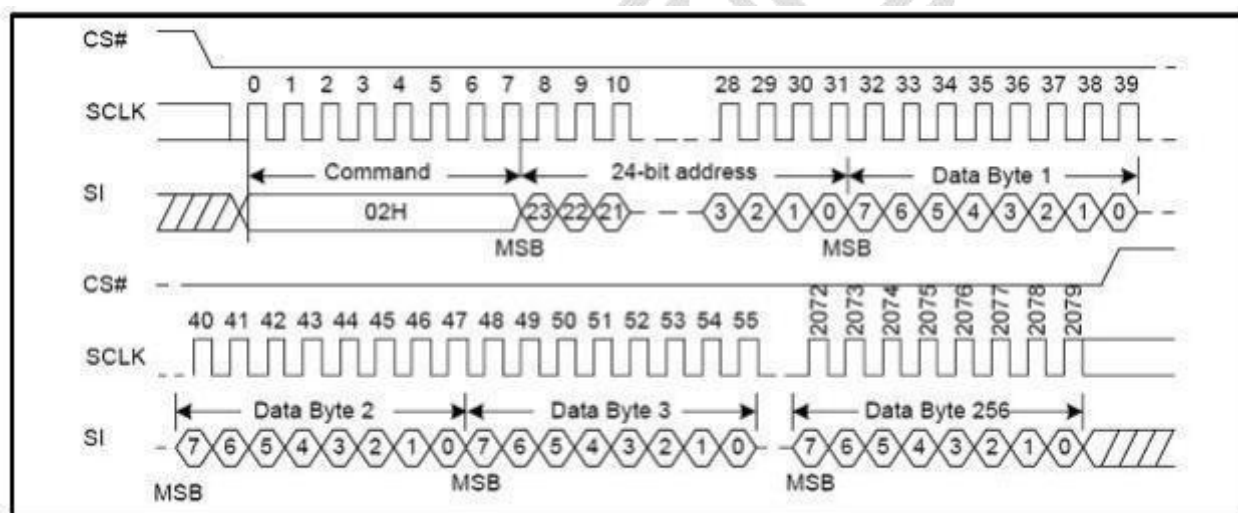 CS#
0 1 2 3 4 5 6 7 8 9 10 28 29 30 31 32 33 34 35 36 37 38 39
SCLK
Command 24-bit address Data Byte 1
SI
02H 23 22 21 3 2 1 0 7 6 5 4 3 2 1 0
MSB MSB
CS#
40 41 42 43 44 45 46 47 48 49 50 51 52 53 54 55 2072 2073 2074 2075 2076 2077 2078 2079
SCLK
Data Byte 2 Data Byte 3 Data Byte 256
SI
7 6 5 4 3 2 1 0 7 6 5 4 3 2 1 0 7 6 5 4 3 2 1 0
MSB MSB MSB